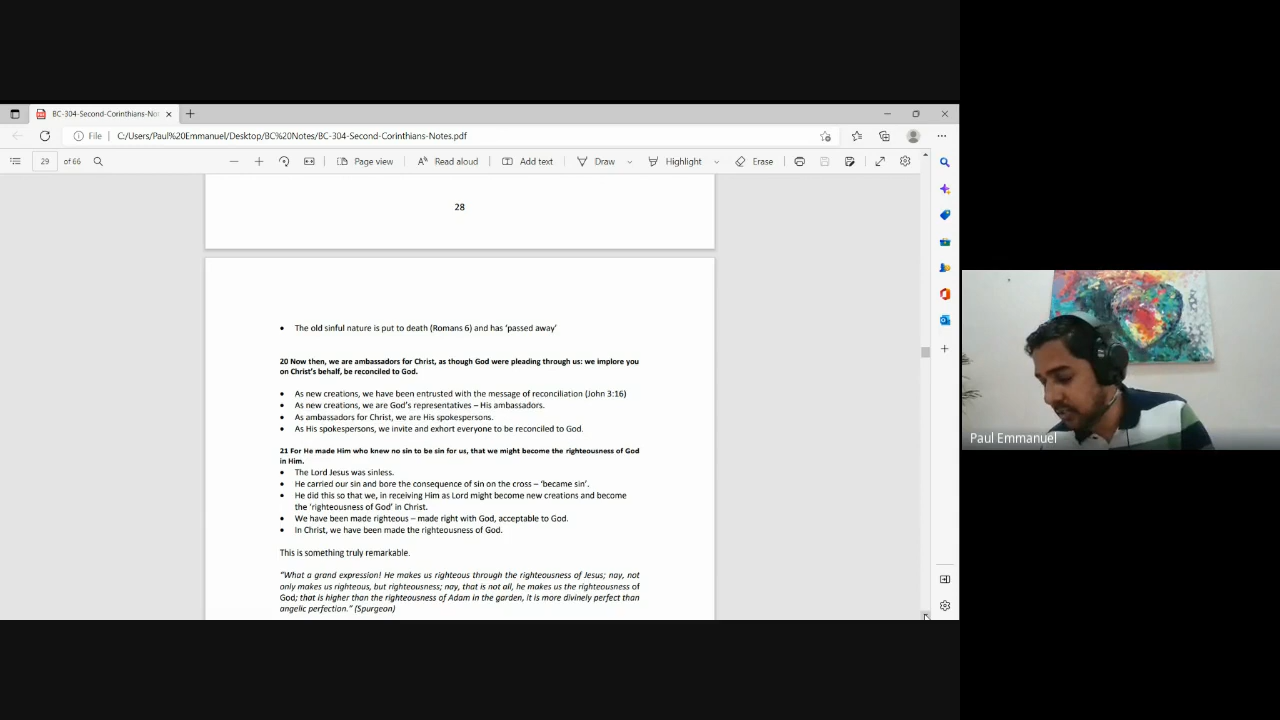 BC-304-Second-Corinthians-Not
File
C:/Users/Paul%20Emmanuel/Desktop/BC%20Notes/BC-304-Second-Corinthians-Notes.pdf
29 of 66
Page view
Read aloud
Add text
Draw
Highlight
Erase
28
• The old sinful nature is put to death (Romans 6) and has ‘passed away’
20 Now then, we are ambassadors for Christ, as though God were pleading through us: we implore you
on Christ’s behalf, be reconciled to God.
• As new creations, we have been entrusted with the message of reconciliation (John 3:16)
• As new creations, we are God’s representatives – His ambassadors.
• As ambassadors for Christ, we are His spokespersons.
• As His spokespersons, we invite and exhort everyone to be reconciled to God.
21 For He made Him who knew no sin to be sin for us, that we might become the righteousness of God
in Him.
• The Lord Jesus was sinless.
• He carried our sin and bore the consequence of sin on the cross – ‘became sin’.
• He did this so that we, in receiving Him as Lord might become new creations and become
the ‘righteousness of God’ in Christ.
• We have been made righteous – made right with God, acceptable to God.
• In Christ, we have been made the righteousness of God.
This is something truly remarkable.
“What a grand expression! He makes us righteous through the righteousness of Jesus; nay, not
only makes us righteous, but righteousness; nay, that is not all, he makes us the righteousness of
God; that is higher than the righteousness of Adam in the garden, it is more divinely perfect than
angelic perfection.” (Spurgeon)
Paul Emmanuel